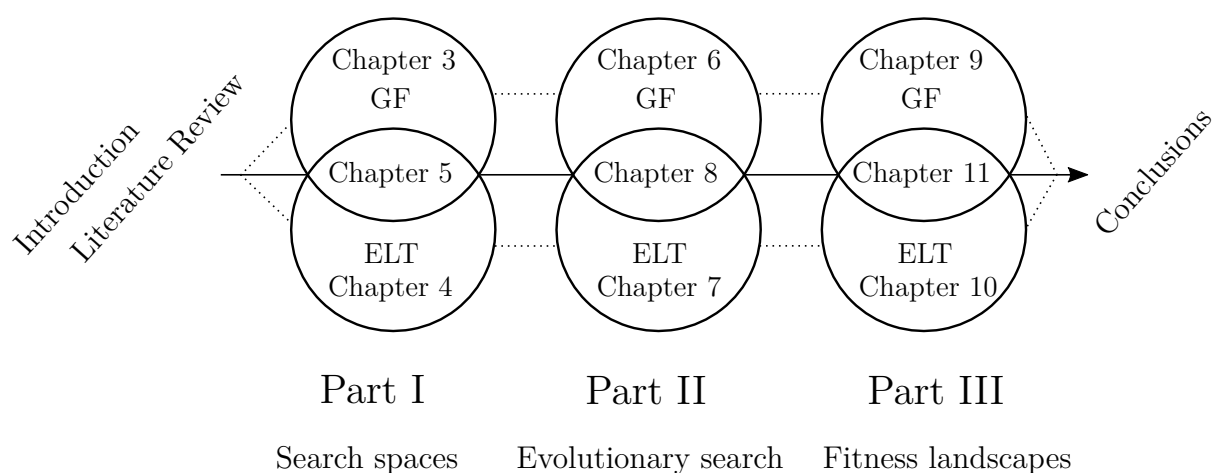 Introduction
Literature Review
Chapter 3
GF
Chapter 5
ELT
Chapter 4
Part I
Search spaces
Chapter 6
GF
Chapter 8
ELT
Chapter 7
Part II
Evolutionary search
Chapter 9
GF
Chapter 11
ELT
Chapter 10
Part III
Fitness landscapes
Conclusions